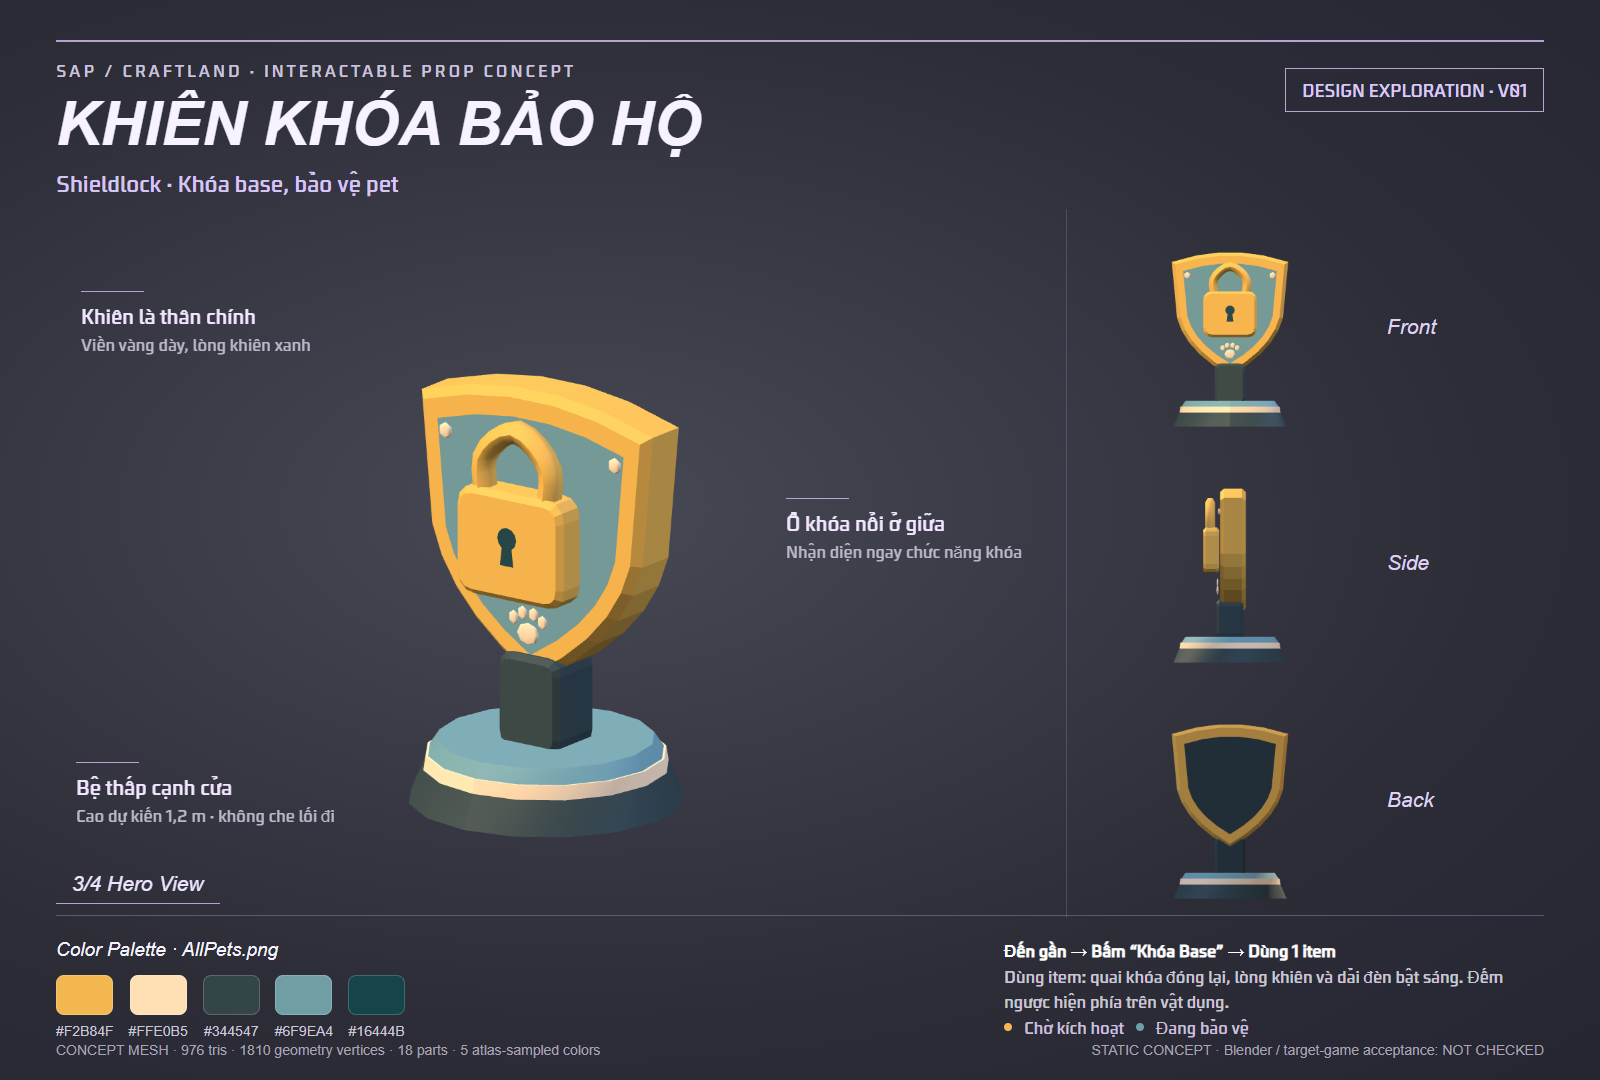 SAP / CRAFTLAND · INTERACTABLE PROP CONCEPT
DESIGN EXPLORATION · V01
KHIÊN KHÓA BẢO HỘ
Shieldlock · Khóa base, bảo vệ pet
Khiên là thân chính
Viền vàng dày, lòng khiên xanh
Ổ khóa nổi ở giữa
Nhận diện ngay chức năng khóa
Bệ thấp cạnh cửa
Cao dự kiến 1,2 m · không che lối đi
3/4 Hero View
Front
Side
Back
Color Palette · AllPets.png
#F2B84F #FFE0B5 #344547 #6F9EA4 #16444B
CONCEPT MESH · 976 tris · 1810 geometry vertices · 18 parts · 5 atlas-sampled colors
Đến gần → Bấm “Khóa Base” → Dùng 1 item
Dùng item: quai khóa đóng lại, lòng khiên và dải đèn bật sáng. Đếm
ngược hiện phía trên vật dụng.
Chờ kích hoạt Đang bảo vệ
STATIC CONCEPT · Blender / target-game acceptance: NOT CHECKED